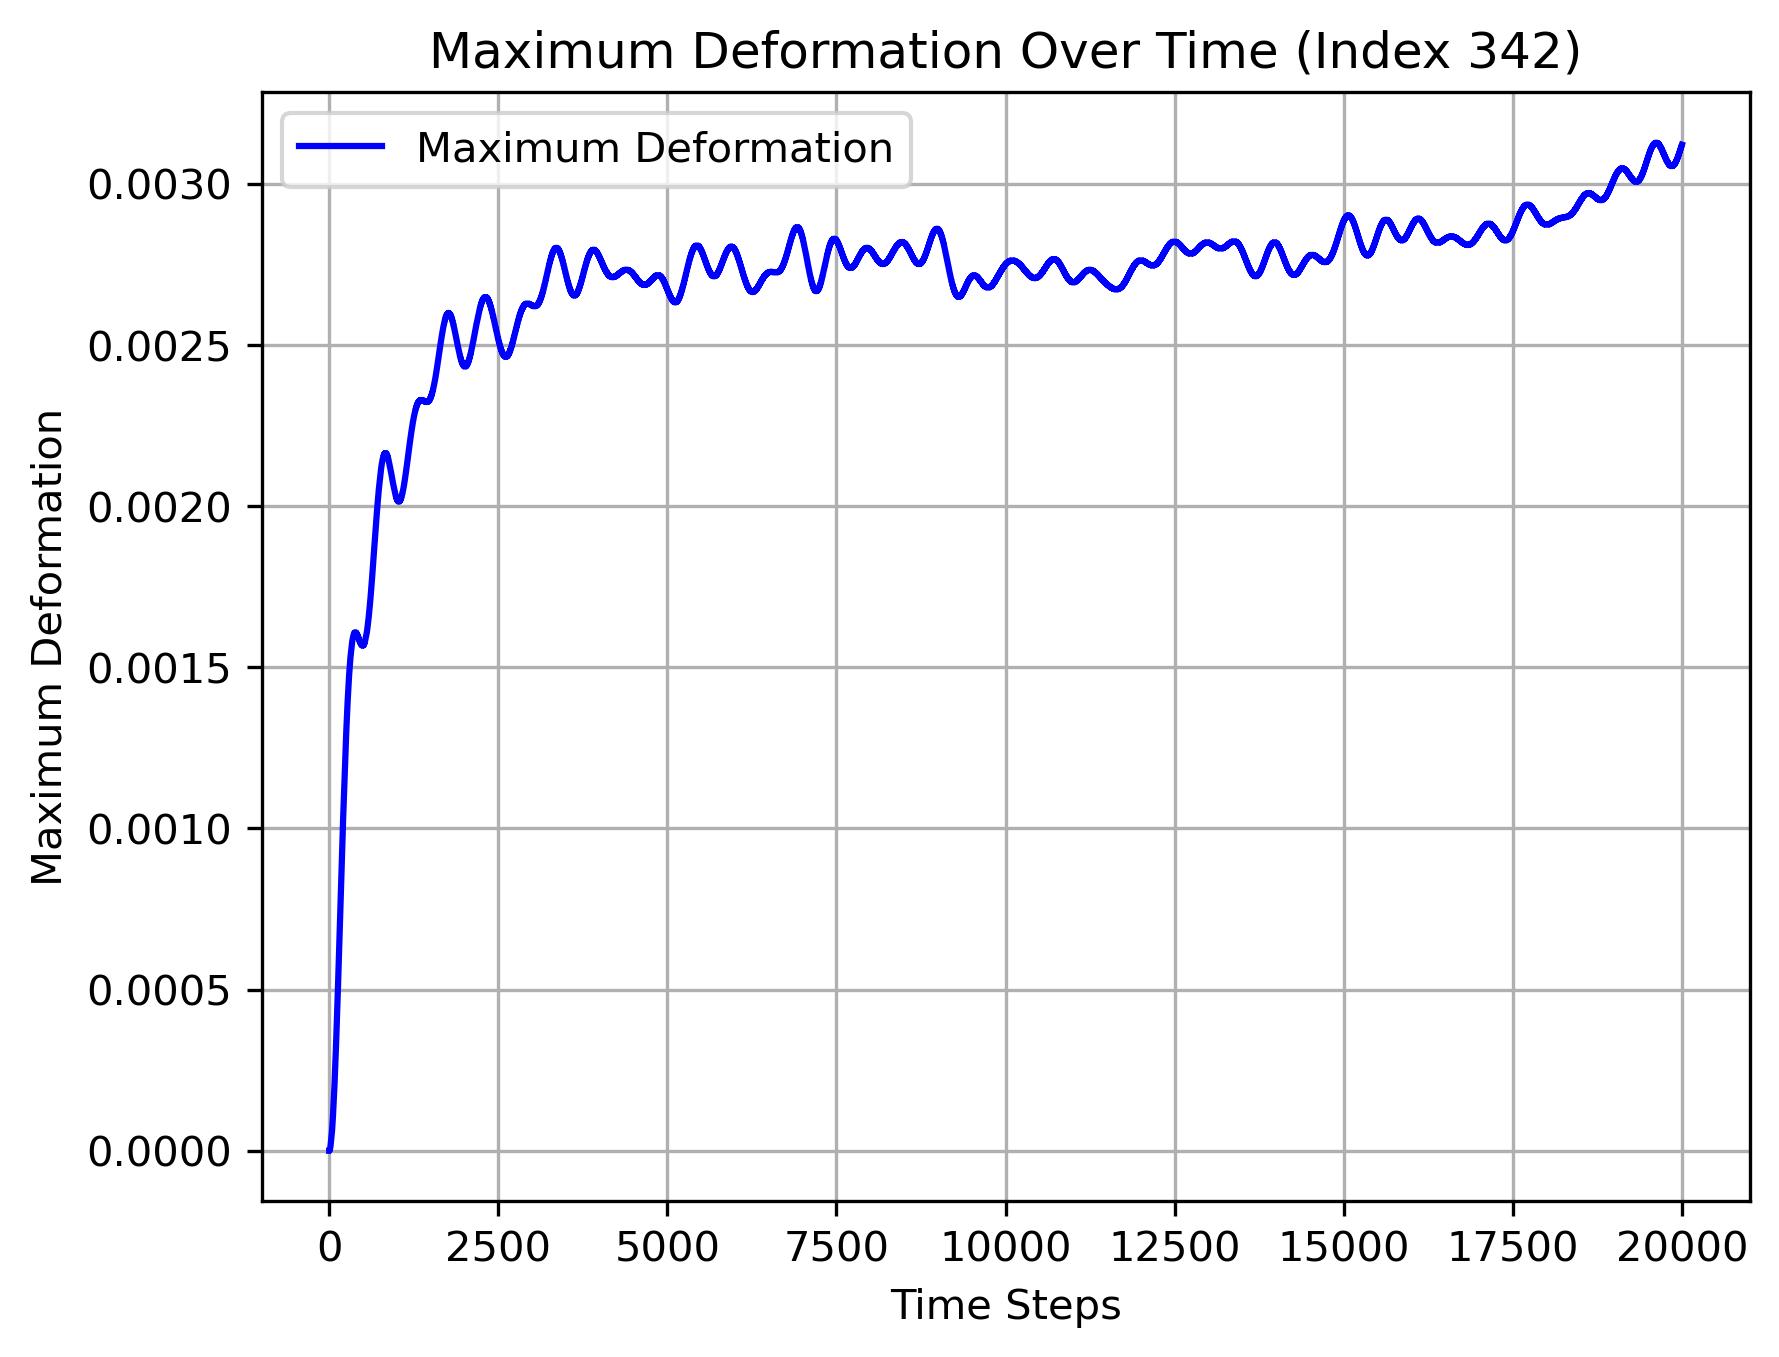 Maximum Deformation Over Time (Index 342)
Maximum Deformation
0.0030
0.0025
0.0020
0.0015
0.0010
0.0005
0.0000
Maximum Deformation
0 2500 5000 7500 10000 12500 15000 17500 20000
Time Steps